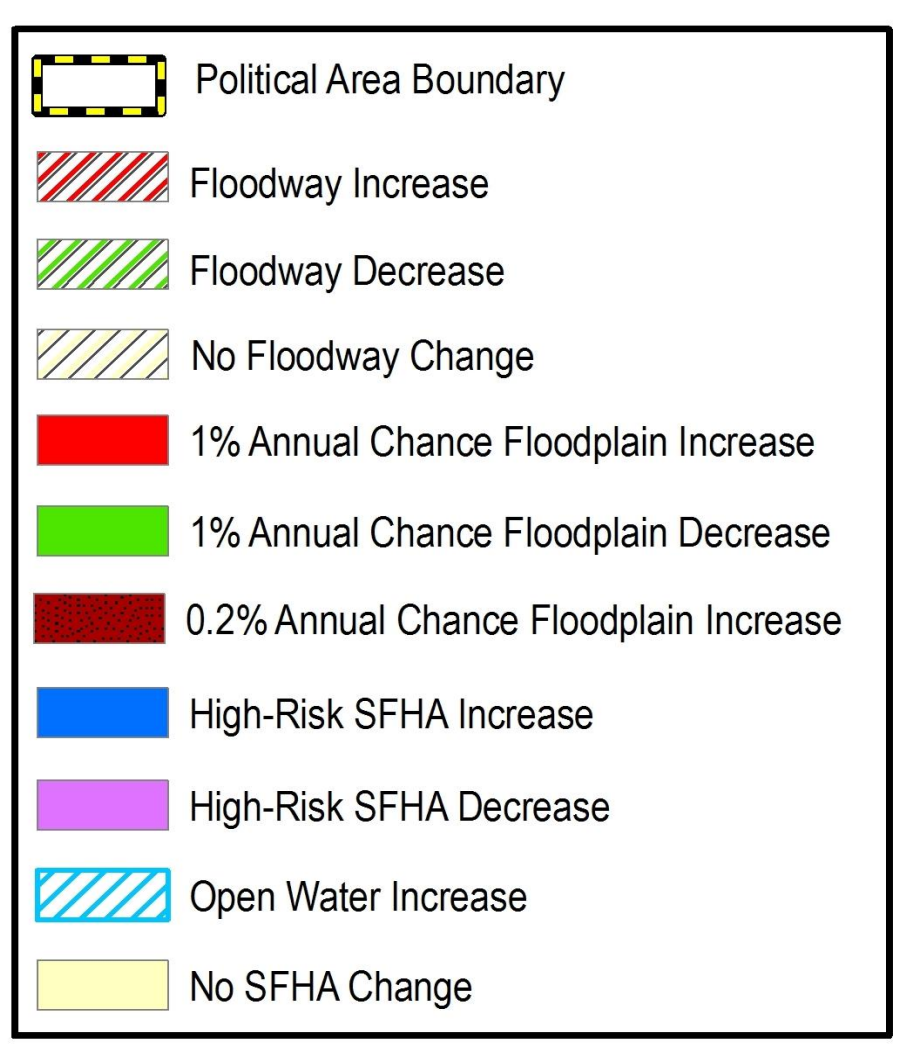 Political Area Boundary
Floodway Increase
Floodway Decrease
No Floodway Change
1% Annual Chance Floodplain Increase
1% Annual Chance Floodplain Decrease
0.2% Annual Chance Floodplain Increase
High-Risk SFHA Increase
High-Risk SFHA Decrease
Open Water Increase
No SFHA Change